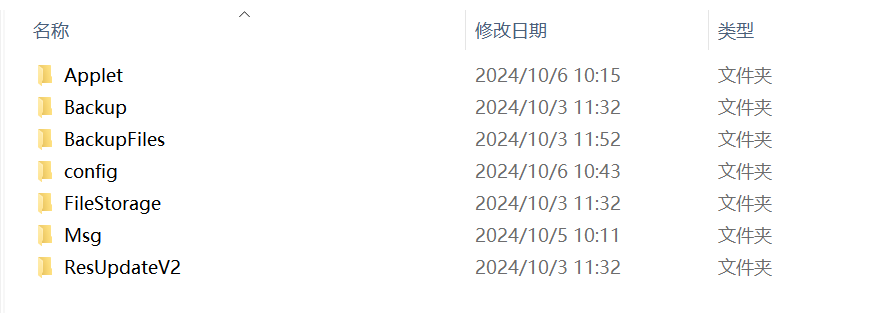 名称 修改日期 类型
Applet 2024/10/6 10:15 文件夹
Backup 2024/10/3 11:32 文件夹
BackupFiles 2024/10/3 11:52 文件夹
config 2024/10/6 10:43 文件夹
FileStorage 2024/10/3 11:32 文件夹
Msg 2024/10/5 10:11 文件夹
ResUpdateV2 2024/10/3 11:32 文件夹